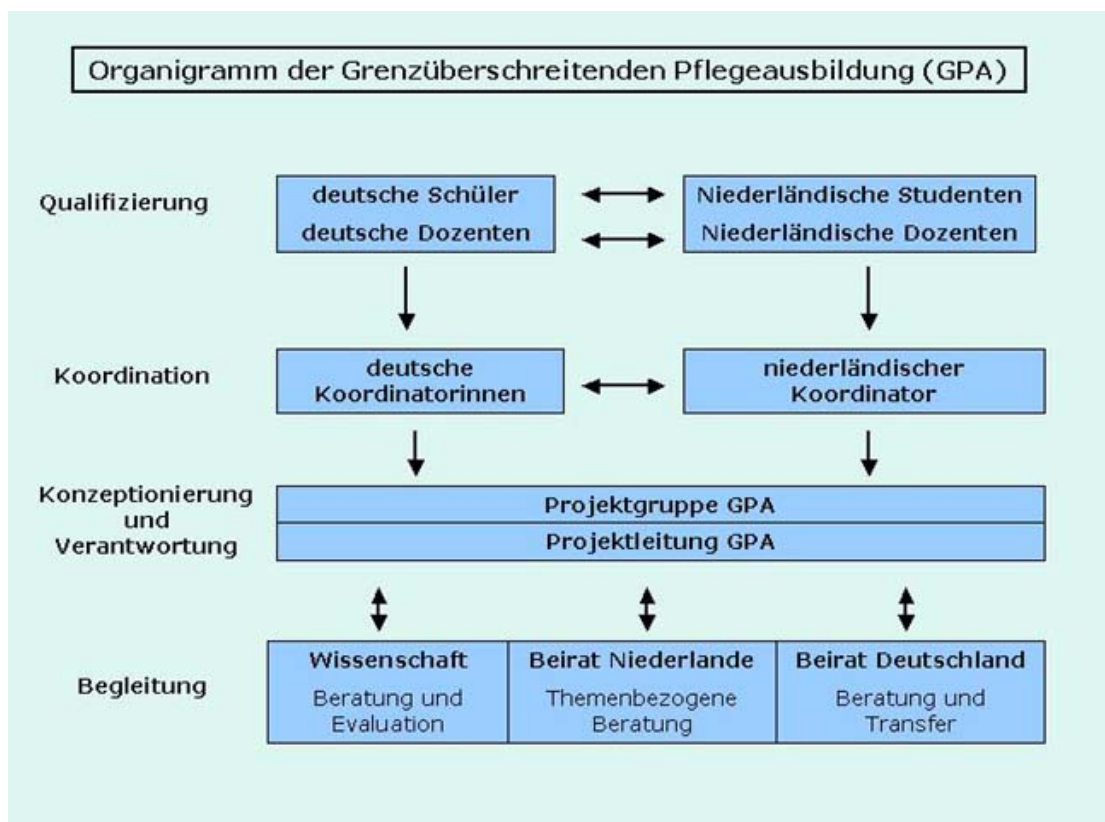 Organigramm der Grenzüberschreitenden Pflegeausbildung (GPA)
Qualifizierung
deutsche Schüler
deutsche Dozenten
Niederländische Studenten
Niederländische Dozenten
Koordination
deutsche
Koordinatorinnen
niederländischer
Koordinator
Konzeptionierung
und
Verantwortung
Projektgruppe GPA
Projektleitung GPA
Begleitung
Wissenschaft
Beratung und
Evaluation
Beirat Niederlande
Themenbezogene
Beratung
Beirat Deutschland
Beratung und
Transfer